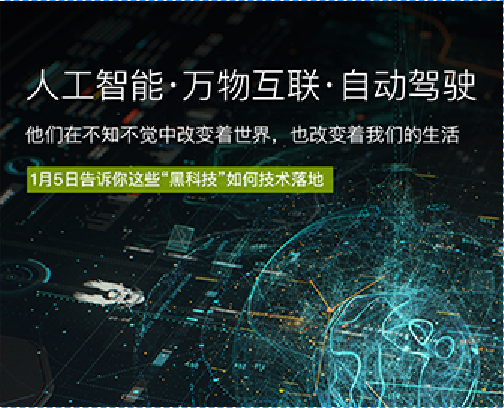 人工智能·万物互联·自动驾驶
他们在不知不觉中改变着世界，也改变着我们的生活
1月5日告诉你这些“黑科技”如何技术落地